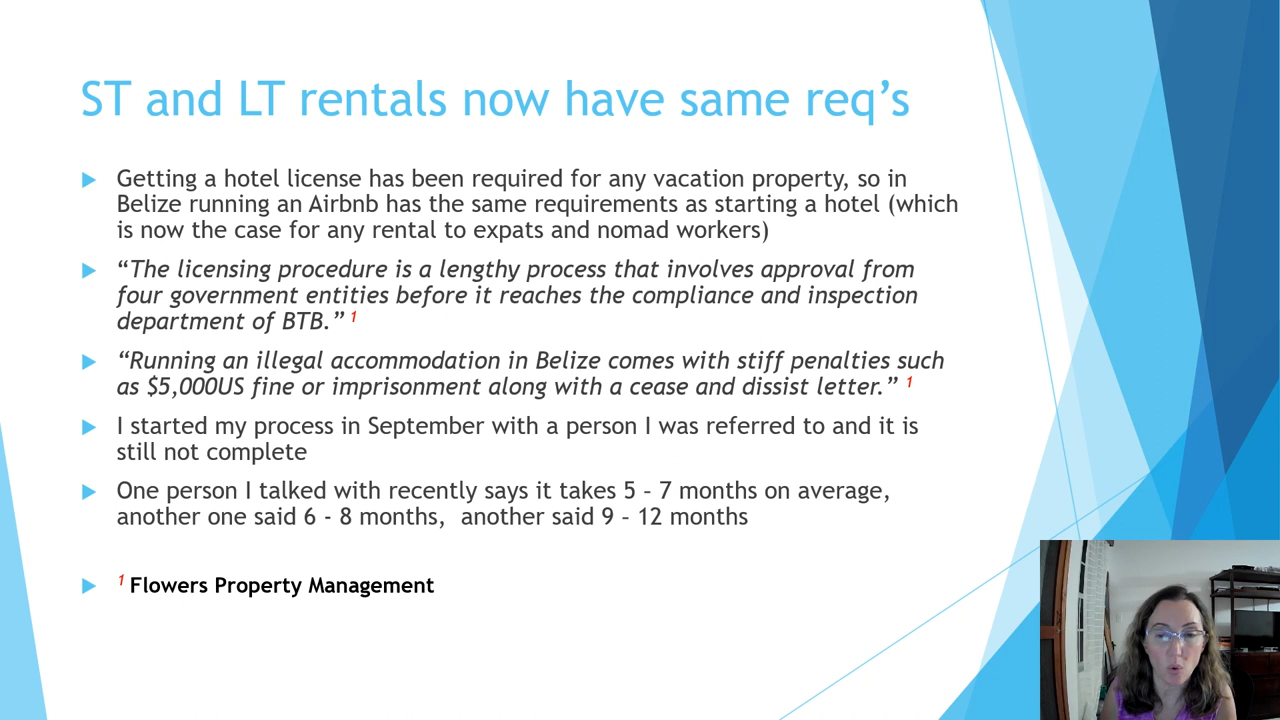 ST and LT rentals now have same req’s
Getting a hotel license has been required for any vacation property, so in
Belize running an Airbnb has the same requirements as starting a hotel (which
is now the case for any rental to expats and nomad workers)
“The licensing procedure is a lengthy process that involves approval from
four government entities before it reaches the compliance and inspection
department of BTB.” 1
“Running an illegal accommodation in Belize comes with stiff penalties such
as $5,000US fine or imprisonment along with a cease and dissist letter.” 1
I started my process in September with a person I was referred to and it is
still not complete
One person I talked with recently says it takes 5 – 7 months on average,
another one said 6 - 8 months, another said 9 – 12 months
1 Flowers Property Management